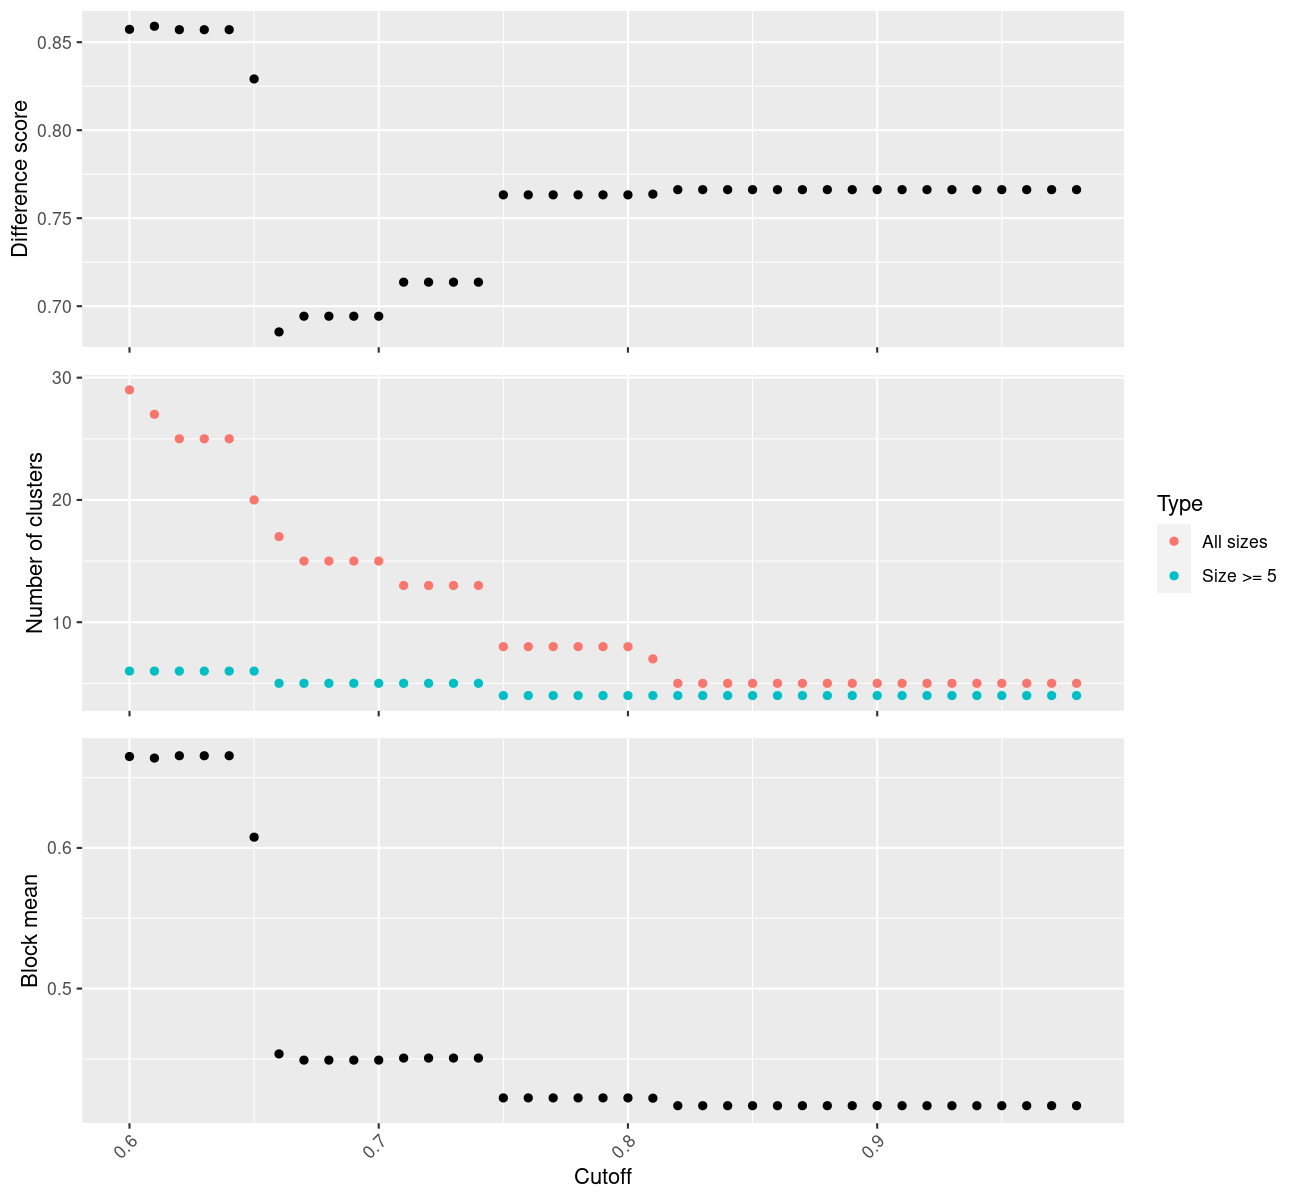 0.85
0.80
0.75
0.70
Difference score
30
20
10
Number of clusters
Type
All sizes
Size >= 5
0.6
0.5
Block mean
0.6
0.7
0.8
0.9
Cutoff